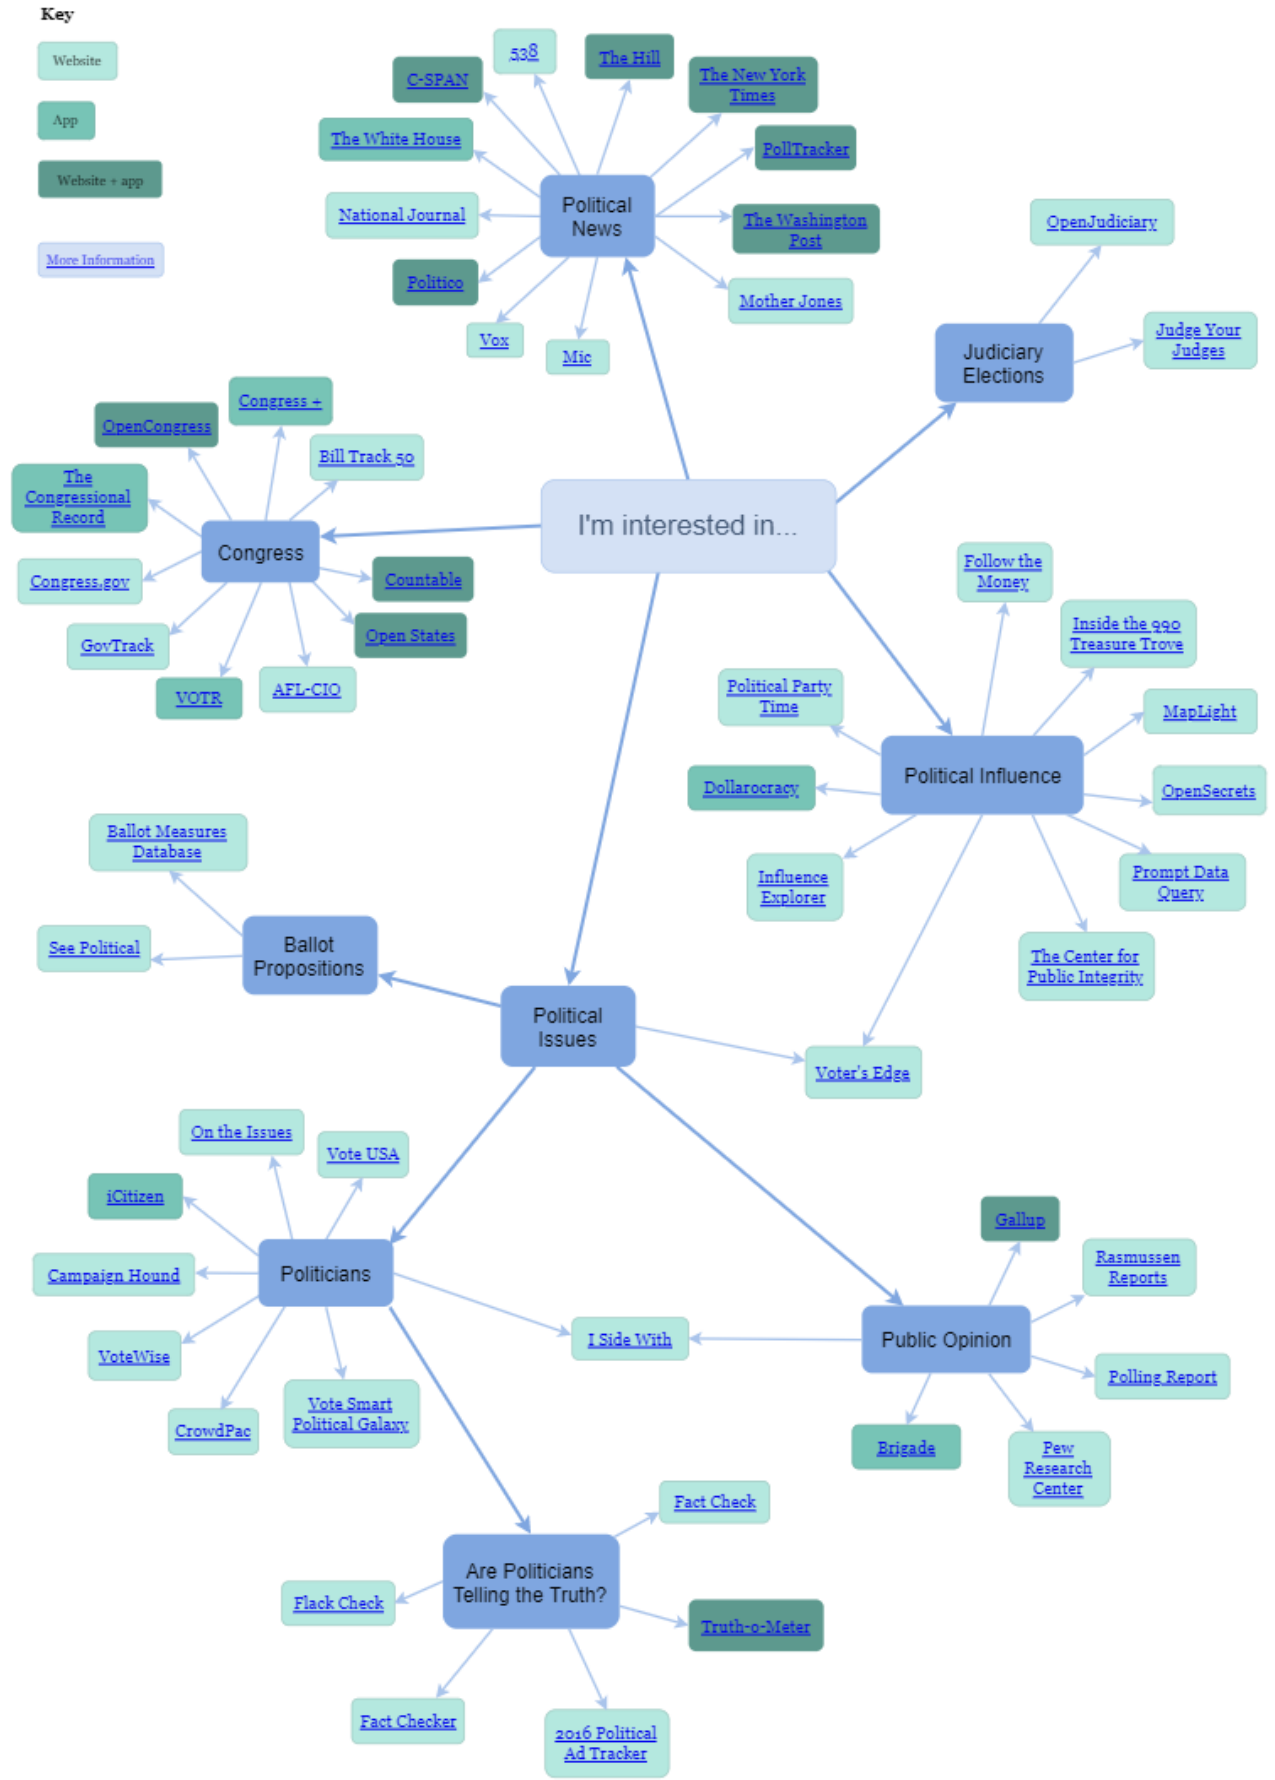 Key
Website
App
Website + app
More Information
538
The Hill
C-SPAN
The New York
Times
The White House
PollTracker
National Journal
Political
News
The Washington
Post
Politico
Mother Jones
Vox
Mic
OpenJudiciary
Judiciary
Elections
Judge Your
Judges
Congress +
OpenCongress
Bill Track 50
The
Congressional
Record
Congress
Congress.gov
Countable
GovTrack
Open States
VOTR
AFL-CIO
I'm interested in...
Follow the
Money
Inside the 990
Treasure Trove
Political Party
Time
MapLight
Political Influence
Dollarocracy
OpenSecrets
Influence
Explorer
Prompt Data
Query
The Center for
Public Integrity
Ballot Measures
Database
See Political
Ballot
Propositions
Political
Issues
Voter's Edge
On the Issues
Vote USA
iCitizen
Campaign Hound
Politicians
VoteWise
I Side With
CrowdPac
Vote Smart
Political Galaxy
Gallup
Rasmussen
Reports
Public Opinion
Polling Report
Brigade
Pew
Research
Center
Fact Check
Are Politicians
Telling the Truth?
Flack Check
Truth-o-Meter
Fact Checker
2016 Political
Ad Tracker